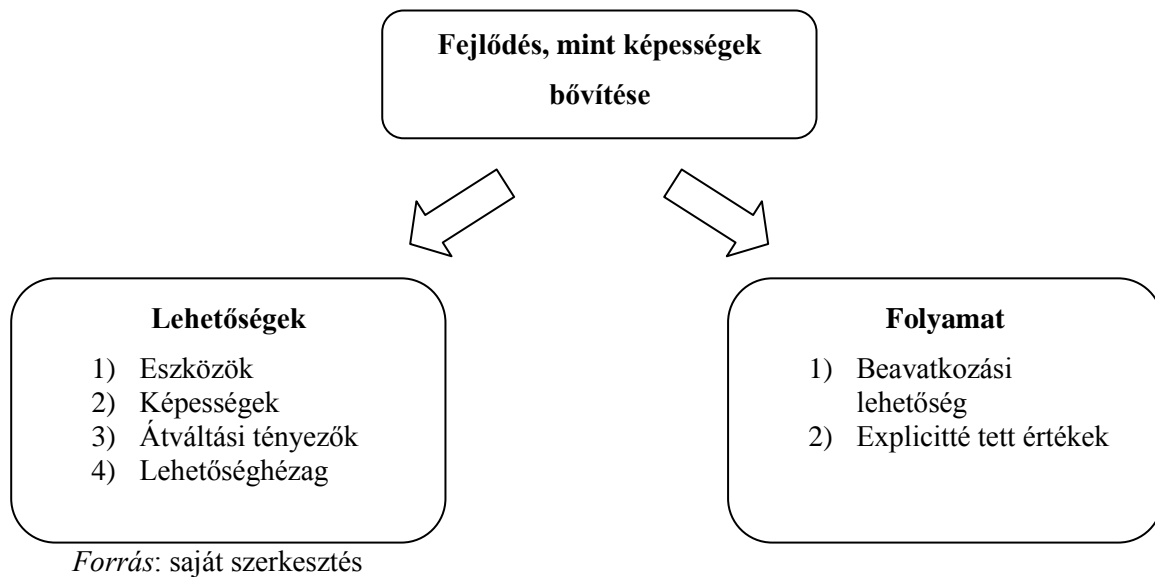 Fejlődés, mint képességek
bővítése
Lehetőségek
1) Eszközök
2) Képességek
3) Átváltási tényezők
4) Lehetőséghézag
Folyamat
1) Beavatkozási
lehetőség
2) Explicitté tett értékek
Forrás: saját szerkesztés